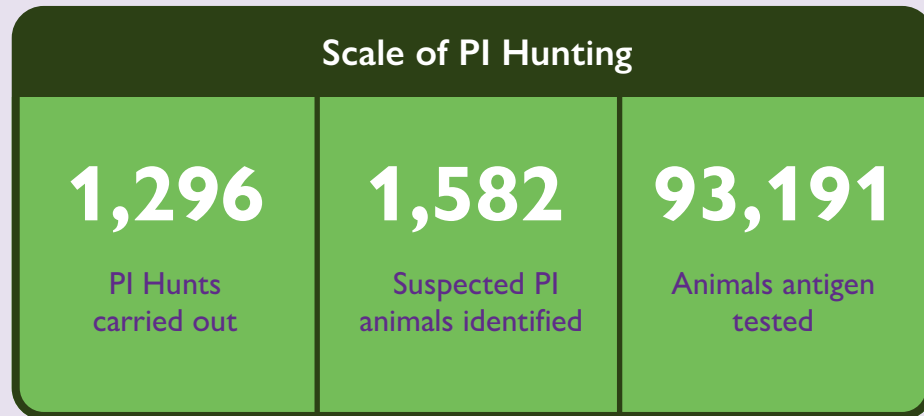 Scale of PI Hunting
1,296
PI Hunts
carried out
1,582
Suspected PI
animals identified
93,191
Animals antigen
tested